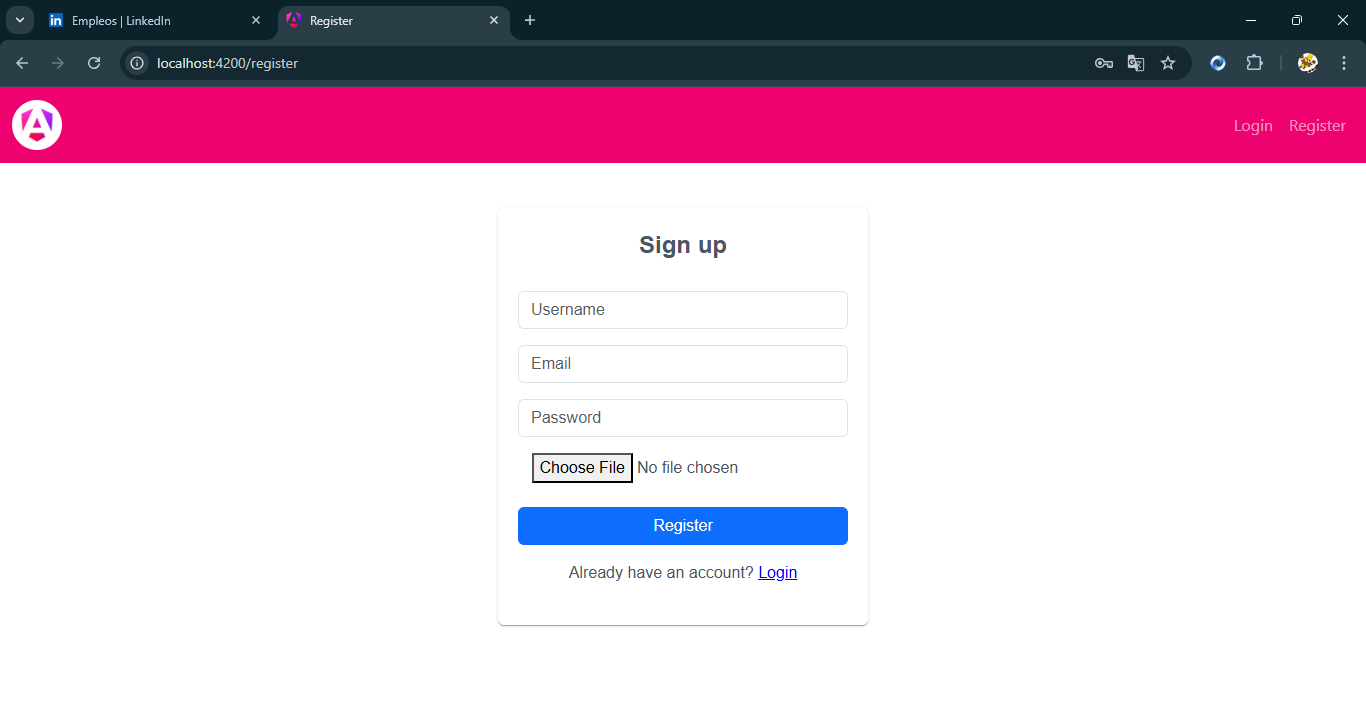 Empleos | LinkedIn
Register
localhost:4200/register
Login Register
Sign up
Username
Email
Password
Choose File No file chosen
Register
Already have an account? Login